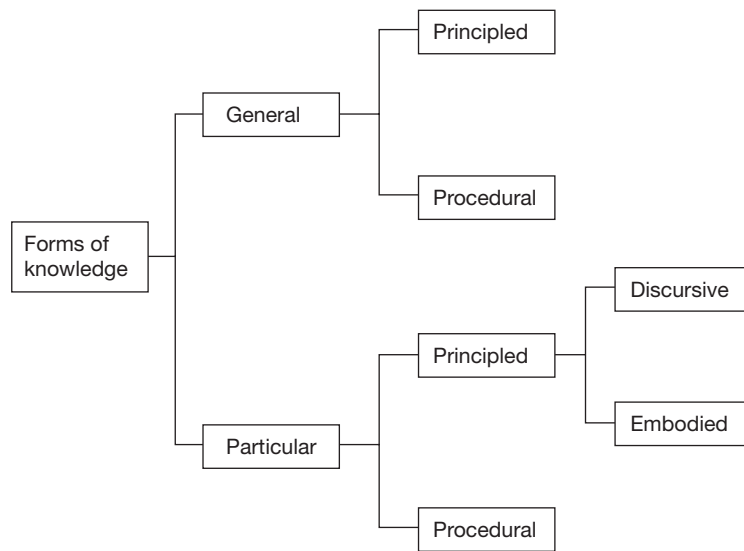 Principled
General
Procedural
Forms of
knowledge
Discursive
Principled
Embodied
Particular
Procedural